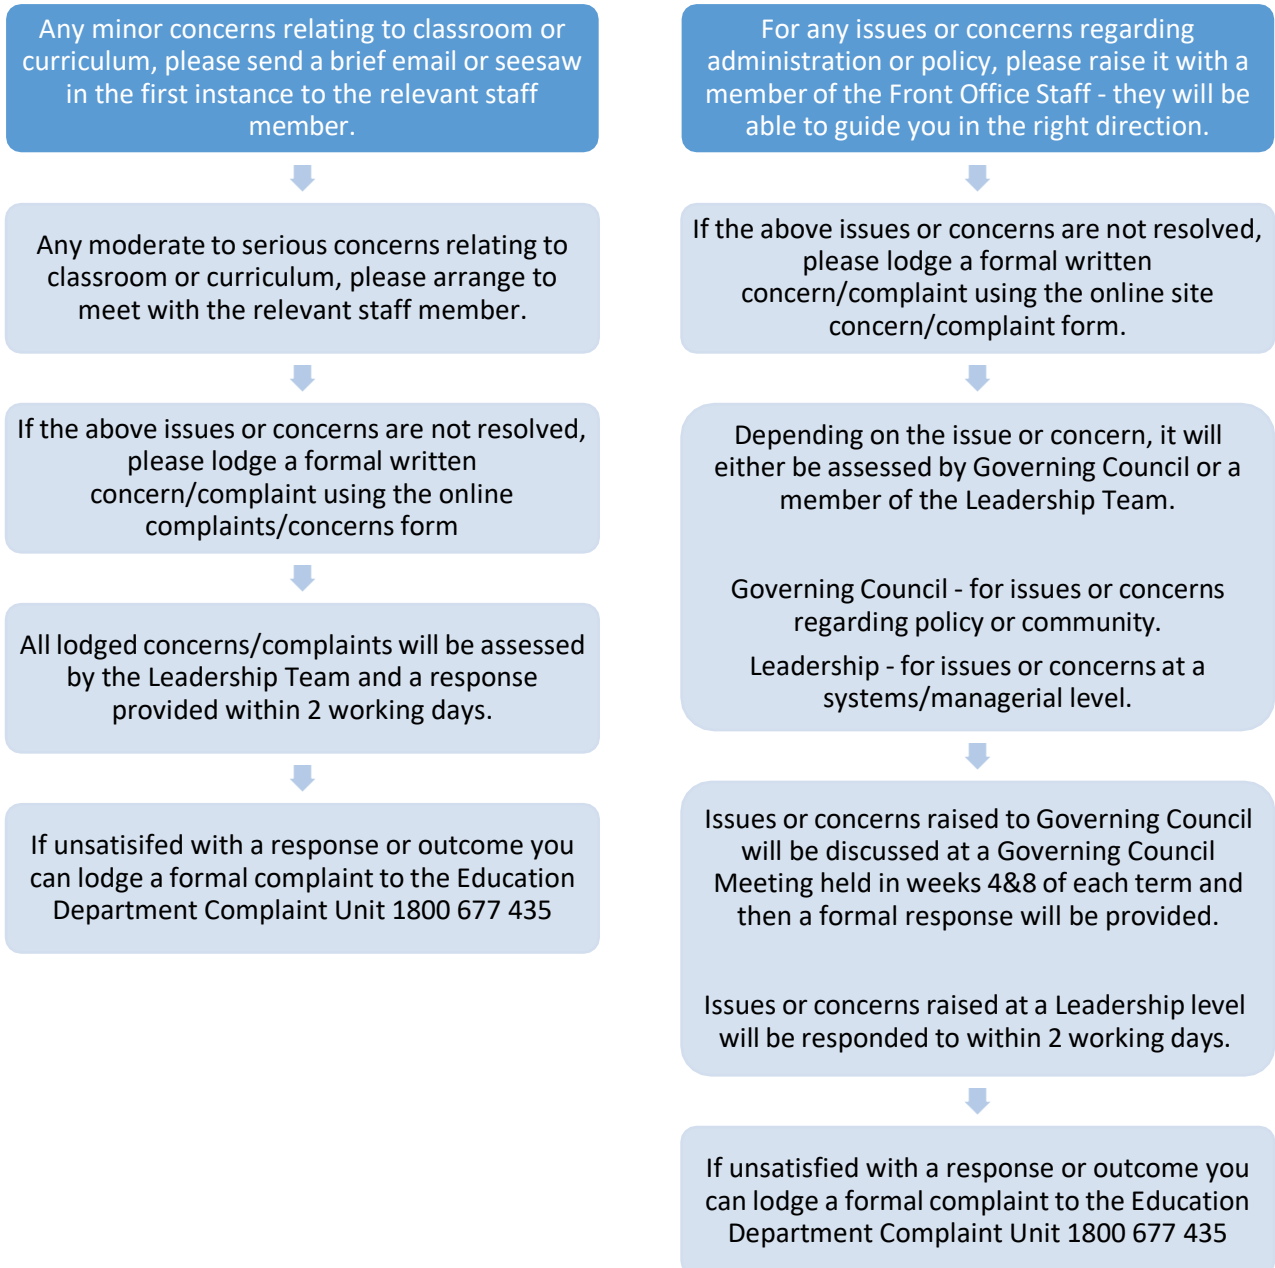 Any minor concerns relating to classroom or
curriculum, please send a brief email or seesaw
in the first instance to the relevant staff
member.
Any moderate to serious concerns relating to
classroom or curriculum, please arrange to
meet with the relevant staff member.
If the above issues or concerns are not resolved,
please lodge a formal written
concern/complaint using the online
complaints/concerns form
All lodged concerns/complaints will be assessed
by the Leadership Team and a response
provided within 2 working days.
If unsatisifed with a response or outcome you
can lodge a formal complaint to the Education
Department Complaint Unit 1800 677 435
For any issues or concerns regarding
administration or policy, please raise it with a
member of the Front Office Staff - they will be
able to guide you in the right direction.
If the above issues or concerns are not resolved,
please lodge a formal written
concern/complaint using the online site
concern/complaint form.
Depending on the issue or concern, it will
either be assessed by Governing Council or a
member of the Leadership Team.
Governing Council - for issues or concerns
regarding policy or community.
Leadership - for issues or concerns at a
systems/managerial level.
Issues or concerns raised to Governing Council
will be discussed at a Governing Council
Meeting held in weeks 4&8 of each term and
then a formal response will be provided.
Issues or concerns raised at a Leadership level
will be responded to within 2 working days.
If unsatisfied with a response or outcome you
can lodge a formal complaint to the Education
Department Complaint Unit 1800 677 435